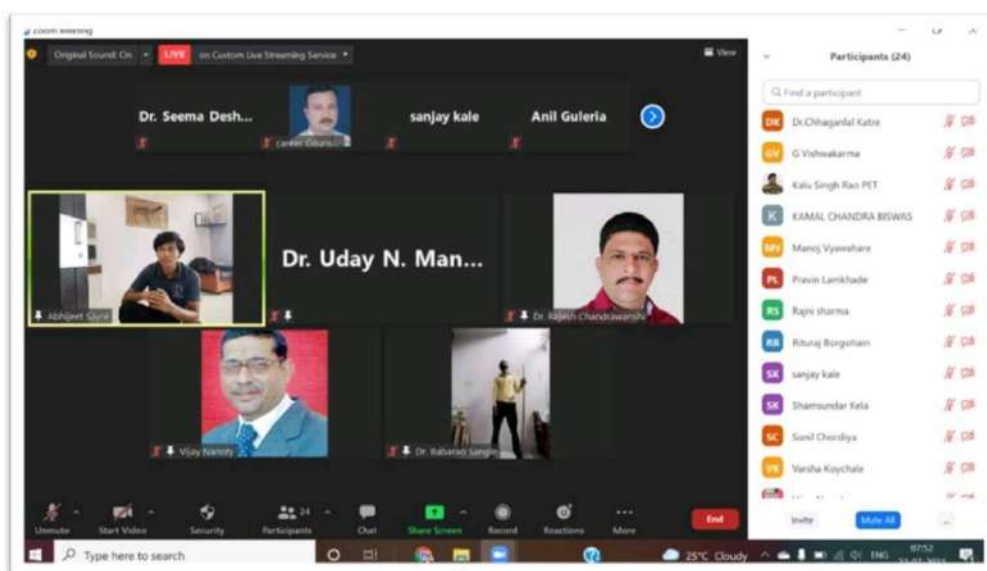 zoom Meeting
Original Sound: On
LIVE on Custom Live Streaming Service
View
Dr. Seema Desh...
sanjay kale
Anil Guleria
Abhijeet
Dr. Uday N. Man...
Dr. Rajesh Chandrawanshi
Vijay Nanoty
Dr. Babarao Sangle
Unmute
Start Video
Security
24
Participants
Chat
Share Screen
Record
Reactions
More
End
Participants (24)
Find a participant
DK Dr.Chhaganlal Katre
GV G Vishwakarma
Kalu Singh Rao PET
K KAMAL CHANDRA BISWAS
MV Manoj Vyawahare
PL Pravin Lamkhade
RS Rajni sharma
RB Rituraj Borgohain
SK sanjay kale
SK Shamsundar Kela
SC Sunil Chordiya
VK Varsha Koychale
Invite
Mute All
Type here to search
25°C Cloudy
ENG
07:52